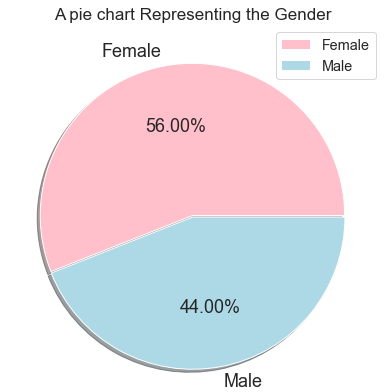 A pie chart Representing the Gender
Female
Female
Male
56.00%
44.00%
Male